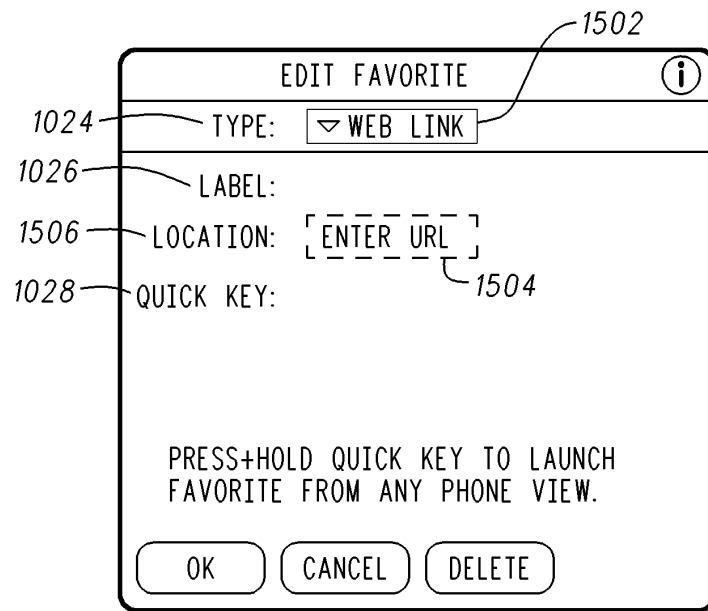 1502
EDIT FAVORITE i
1024 TYPE: WEB LINK
1026 LABEL:
1506 LOCATION: ENTER URL
1504
1028 QUICK KEY:
PRESS+HOLD QUICK KEY TO LAUNCH
FAVORITE FROM ANY PHONE VIEW.
OK CANCEL DELETE